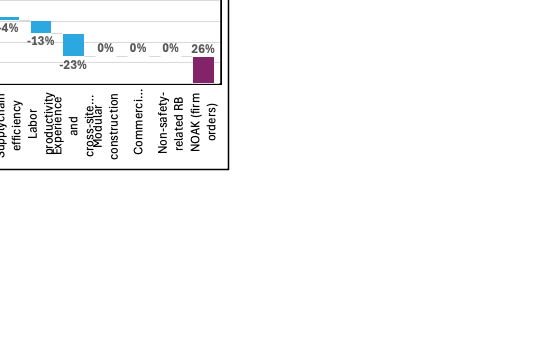 -4%
-13%
-23%
0%
0%
0%
26%
efficiency
Labor
productivity
Experience
and
cross-site...
Modular
construction
Commerci...
Non-safety-
related RB
NOAK (firm
orders)